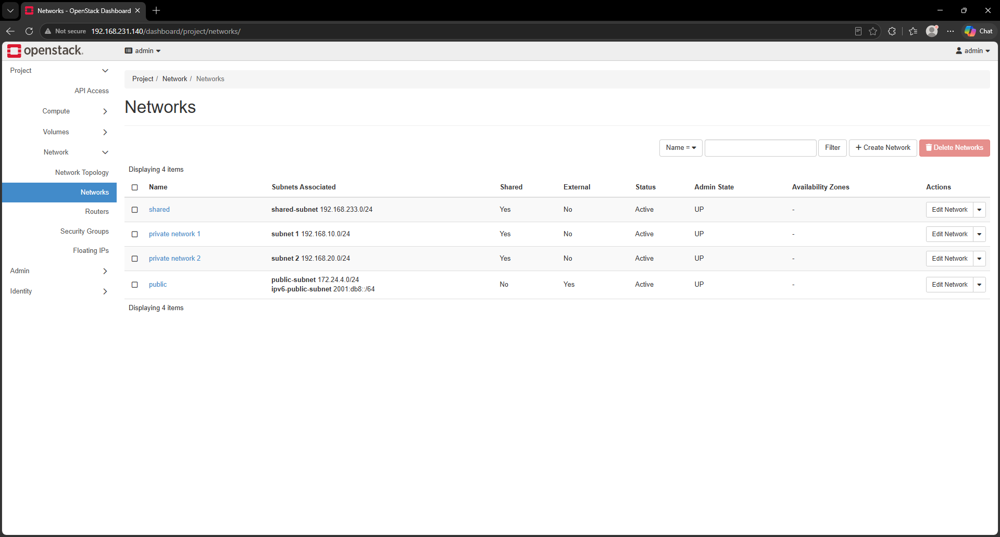 Networks - OpenStack Dashboard
Not secure 192.168.231.140/dashboard/project/networks/
Chat
openstack.
admin
admin
Project
API Access
Compute
Volumes
Network
Network Topology
Networks
Routers
Security Groups
Floating IPs
Admin
Identity
Project / Network / Networks
Networks
Name = Filter + Create Network Delete Networks
Displaying 4 items
Name Subnets Associated Shared External Status Admin State Availability Zones Actions
shared shared-subnet 192.168.233.0/24 Yes No Active UP - Edit Network
private network 1 subnet 1 192.168.10.0/24 Yes No Active UP - Edit Network
private network 2 subnet 2 192.168.20.0/24 Yes No Active UP - Edit Network
public public-subnet 172.24.4.0/24 No Yes Active UP - Edit Network
ipv6-public-subnet 2001:db8::/64
Displaying 4 items